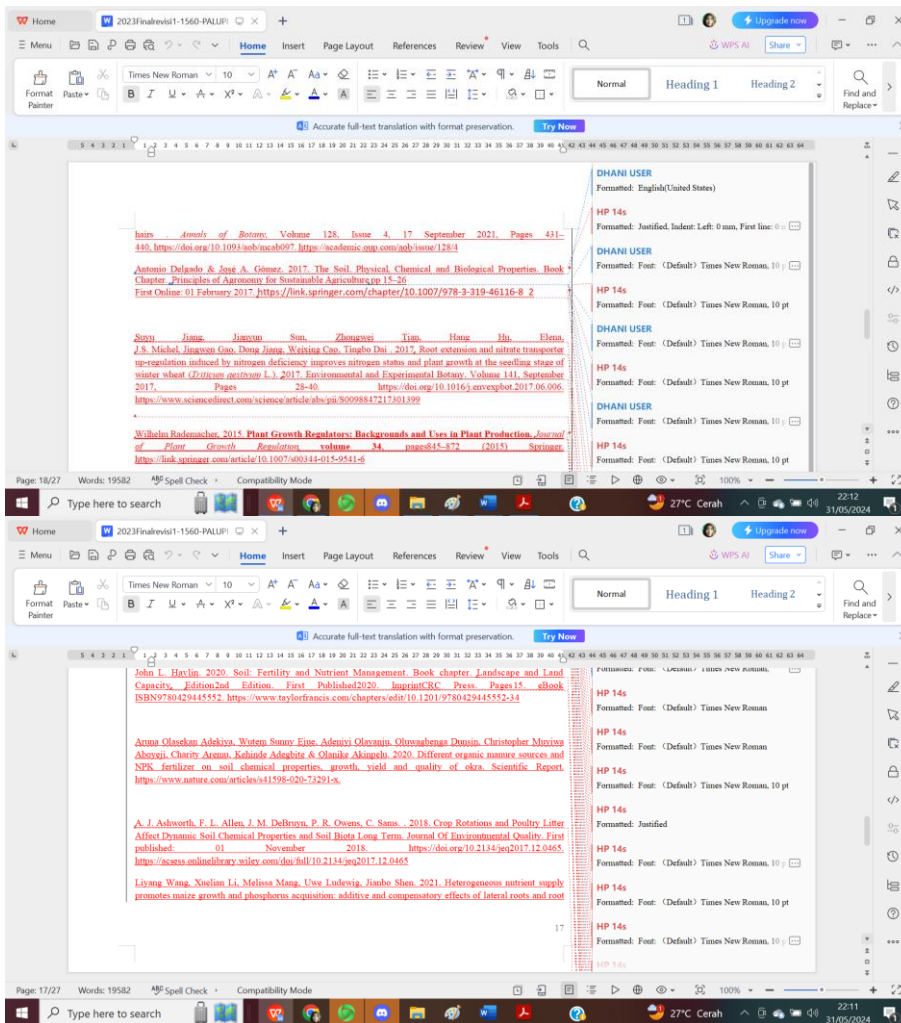 Home
2023Finalrevisi1-1560-PALUPI
Upgrade now
Menu
Home
Insert
Page Layout
References
Review
View
Tools
WPS AI
Share
Format Painter
Paste
Times New Roman
10
Normal
Heading 1
Heading 2
Find and Replace
Accurate full-text translation with format preservation.
Try Now
hairs . Annals of Botany, Volume 128, Issue 4, 17 September 2021, Pages 431–
440, https://doi.org/10.1093/aob/mcab097. https://academic.oup.com/aob/issue/128/4
Antonio Delgado & José A. Gómez. 2017. The Soil. Physical, Chemical and Biological Properties. Book
Chapter. Principles of Agronomy for Sustainable Agriculture pp 15–26
First Online: 01 February 2017. https://link.springer.com/chapter/10.1007/978-3-319-46116-8_2
Suyu Jiang, Jianyun Sun, Zhongwei Tian, Hang Hu, Elena.
J.S. Michel, Jingwen Gao, Dong Jiang, Weixing Cao, Tingbo Dai . 2017, Root extension and nitrate transporter
up-regulation induced by nitrogen deficiency improves nitrogen status and plant growth at the seedling stage of
winter wheat (Triticum aestivum L.). 2017. Environmental and Experimental Botany. Volume 141, September
2017, Pages 28-40. https://doi.org/10.1016/j.envexpbot.2017.06.006.
https://www.sciencedirect.com/science/article/abs/pii/S0098847217301399
Wilhelm Rademacher, 2015. Plant Growth Regulators: Backgrounds and Uses in Plant Production. Journal
of Plant Growth Regulation volume 34, pages845–872 (2015) Springer.
https://link.springer.com/article/10.1007/s00344-015-9541-6
DHANI USER
Formatted: English(United States)
HP 14s
Formatted: Justified, Indent: Left: 0 mm, First line: 0
DHANI USER
Formatted: Font: (Default) Times New Roman, 10
HP 14s
Formatted: Font: (Default) Times New Roman, 10 pt
DHANI USER
Formatted: Font: (Default) Times New Roman, 10
HP 14s
Formatted: Font: (Default) Times New Roman, 10 pt
DHANI USER
Formatted: Font: (Default) Times New Roman, 10
HP 14s
Formatted: Font: (Default) Times New Roman, 10 pt
Page: 18/27 Words: 19582 Spell Check Compatibility Mode 100%
Type here to search
27°C Cerah
22:12
31/05/2024
Home
2023Finalrevisi1-1560-PALUPI
Upgrade now
Menu
Home
Insert
Page Layout
References
Review
View
Tools
WPS AI
Share
Format Painter
Paste
Times New Roman
10
Normal
Heading 1
Heading 2
Find and Replace
Accurate full-text translation with format preservation.
Try Now
John L. Havlin. 2020. Soil: Fertility and Nutrient Management. Book chapter. Landscape and Land
Capacity, Edition2nd Edition. First Published2020. ImprintCRC Press. Pages15. eBook
ISBN9780429445552. https://www.taylorfrancis.com/chapters/edit/10.1201/9780429445552-34
Aruna Olasekan Adekiya, Wutem Sunny Ejue, Adeniyi Olayanju, Oluwagbenga Dunsin, Christopher Muyiwa
Aboyeji, Charity Aremu, Kehinde Adegbite & Olanike Akinpelu. 2020. Different organic manure sources and
NPK fertilizer on soil chemical properties, growth, yield and quality of okra. Scientific Report.
https://www.nature.com/articles/s41598-020-73291-x.
A. J. Ashworth, F. L. Allen, J. M. DeBruyn, P. R. Owens, C. Sams. . 2018. Crop Rotations and Poultry Litter
Affect Dynamic Soil Chemical Properties and Soil Biota Long Term. Journal Of Environmental Quality. First
published: 01 November 2018. https://doi.org/10.2134/jeq2017.12.0465.
https://acsess.onlinelibrary.wiley.com/doi/full/10.2134/jeq2017.12.0465
Liyang Wang, Xuelian Li, Melissa Mang, Uwe Ludewig, Jianbo Shen. 2021. Heterogeneous nutrient supply
promotes maize growth and phosphorus acquisition: additive and compensatory effects of lateral roots and root
17
Formatted: Font: (Default) Times New Roman,
HP 14s
Formatted: Font: (Default) Times New Roman
HP 14s
Formatted: Font: (Default) Times New Roman
HP 14s
Formatted: Font: (Default) Times New Roman, 10 pt
HP 14s
Formatted: Justified
HP 14s
Formatted: Font: (Default) Times New Roman, 10
HP 14s
Formatted: Font: (Default) Times New Roman, 10 pt
HP 14s
Formatted: Font: (Default) Times New Roman, 10
HP 14s
Page: 17/27 Words: 19582 Spell Check Compatibility Mode 100%
Type here to search
27°C Cerah
22:11
31/05/2024